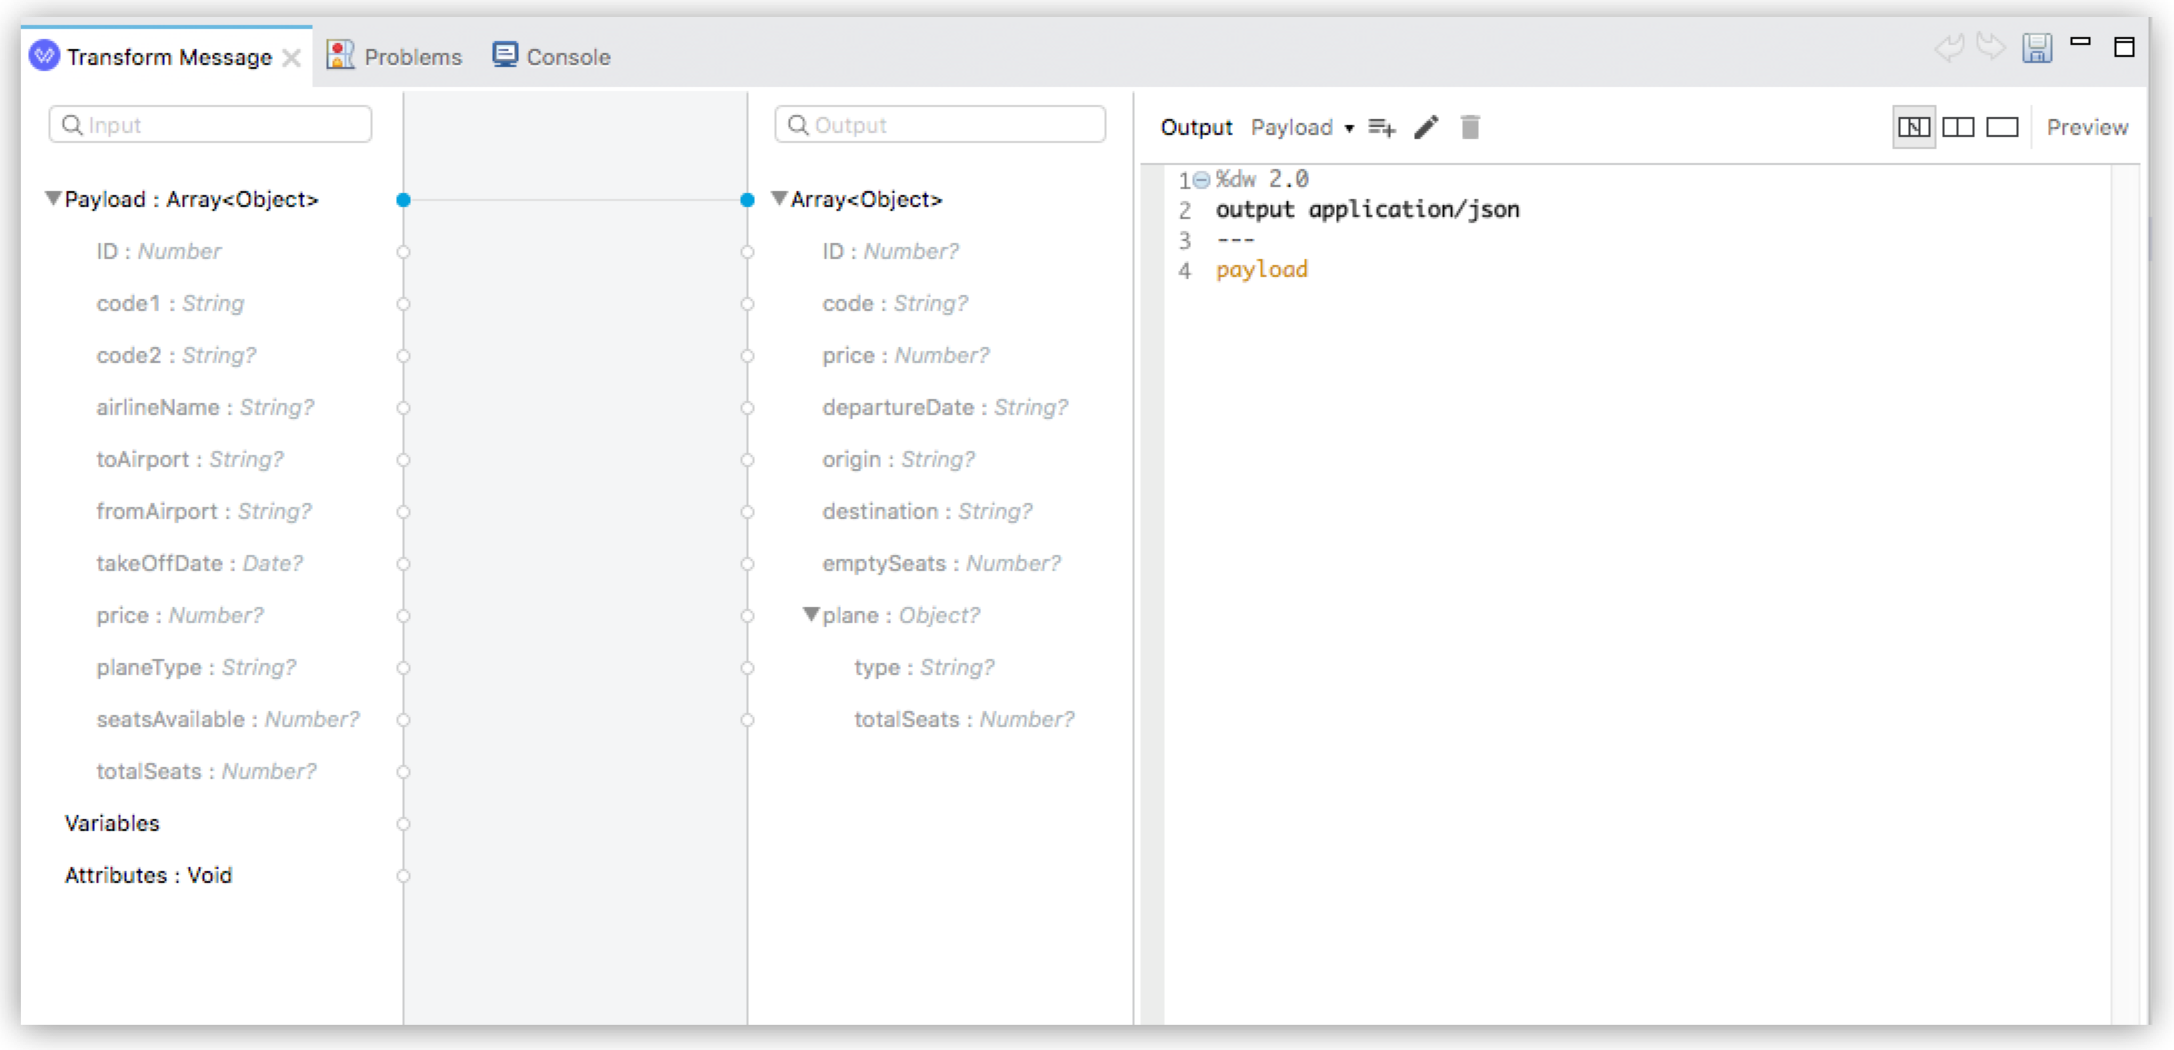 Transform Message Problems Console
Input
Payload : Array<Object>
ID : Number
code1 : String
code2 : String?
airlineName : String?
toAirport : String?
fromAirport : String?
takeOffDate : Date?
price : Number?
planeType : String?
seatsAvailable : Number?
totalSeats : Number?
Variables
Attributes : Void
Output
Array<Object>
ID : Number?
code : String?
price : Number?
departureDate : String?
origin : String?
destination : String?
emptySeats : Number?
plane : Object?
type : String?
totalSeats : Number?
Output Payload Preview
1 %dw 2.0
2 output application/json
3 ---
4 payload